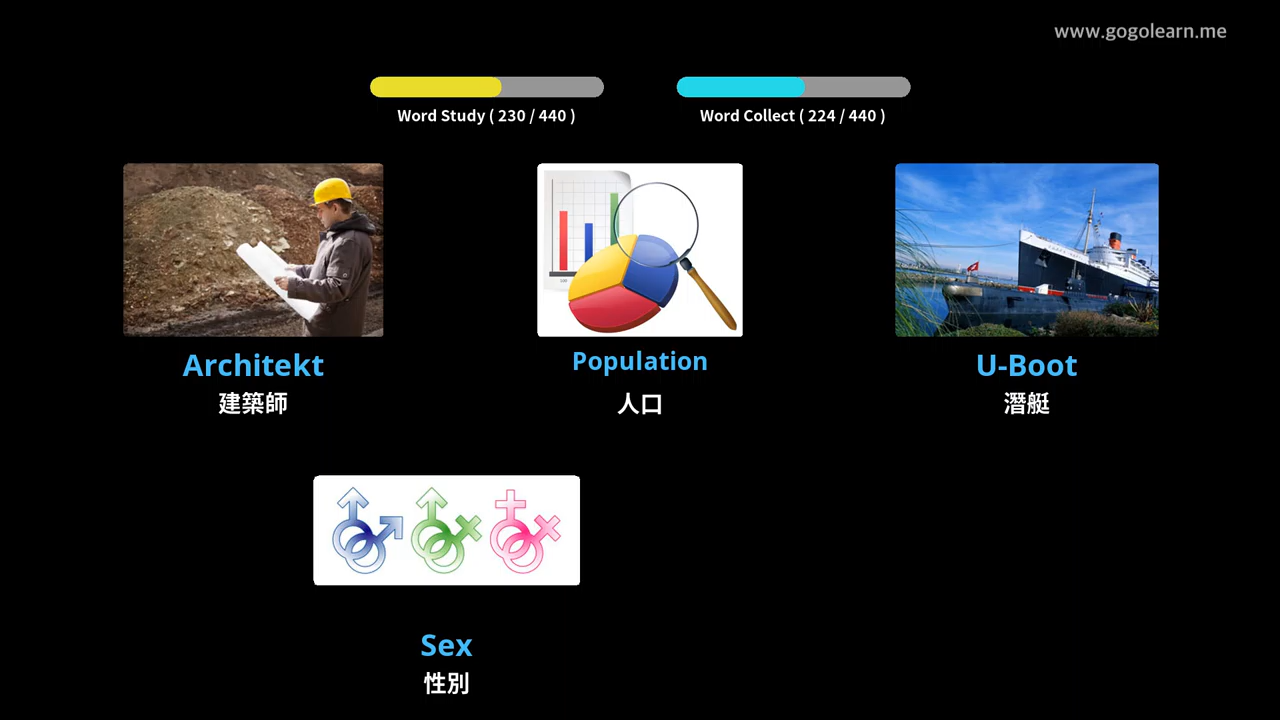 www.gogolearn.me
Word Study ( 230 / 440 )
Word Collect ( 224 / 440 )
Architekt
建築師
Population
人口
U-Boot
潛艇
Sex
性別